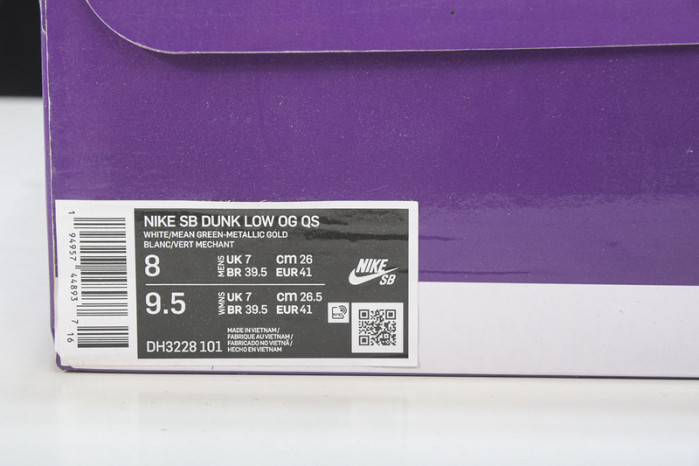 NIKE SB DUNK LOW OG QS
WHITE/MEAN GREEN-METALLIC GOLD
BLANC/VERT MECHANT
8 MENS UK 7 cm 26
BR 39.5 EUR 41
9.5 WMNS UK 7 cm 26.5
BR 39.5 EUR 41
NIKE
SB
DH3228 101
MADE IN VIETNAM /
FABRIQUE AU VIETNAM /
FABRICADO NO VIETNÃ /
HECHO EN VIETNAM
1 94957 44893 7 16